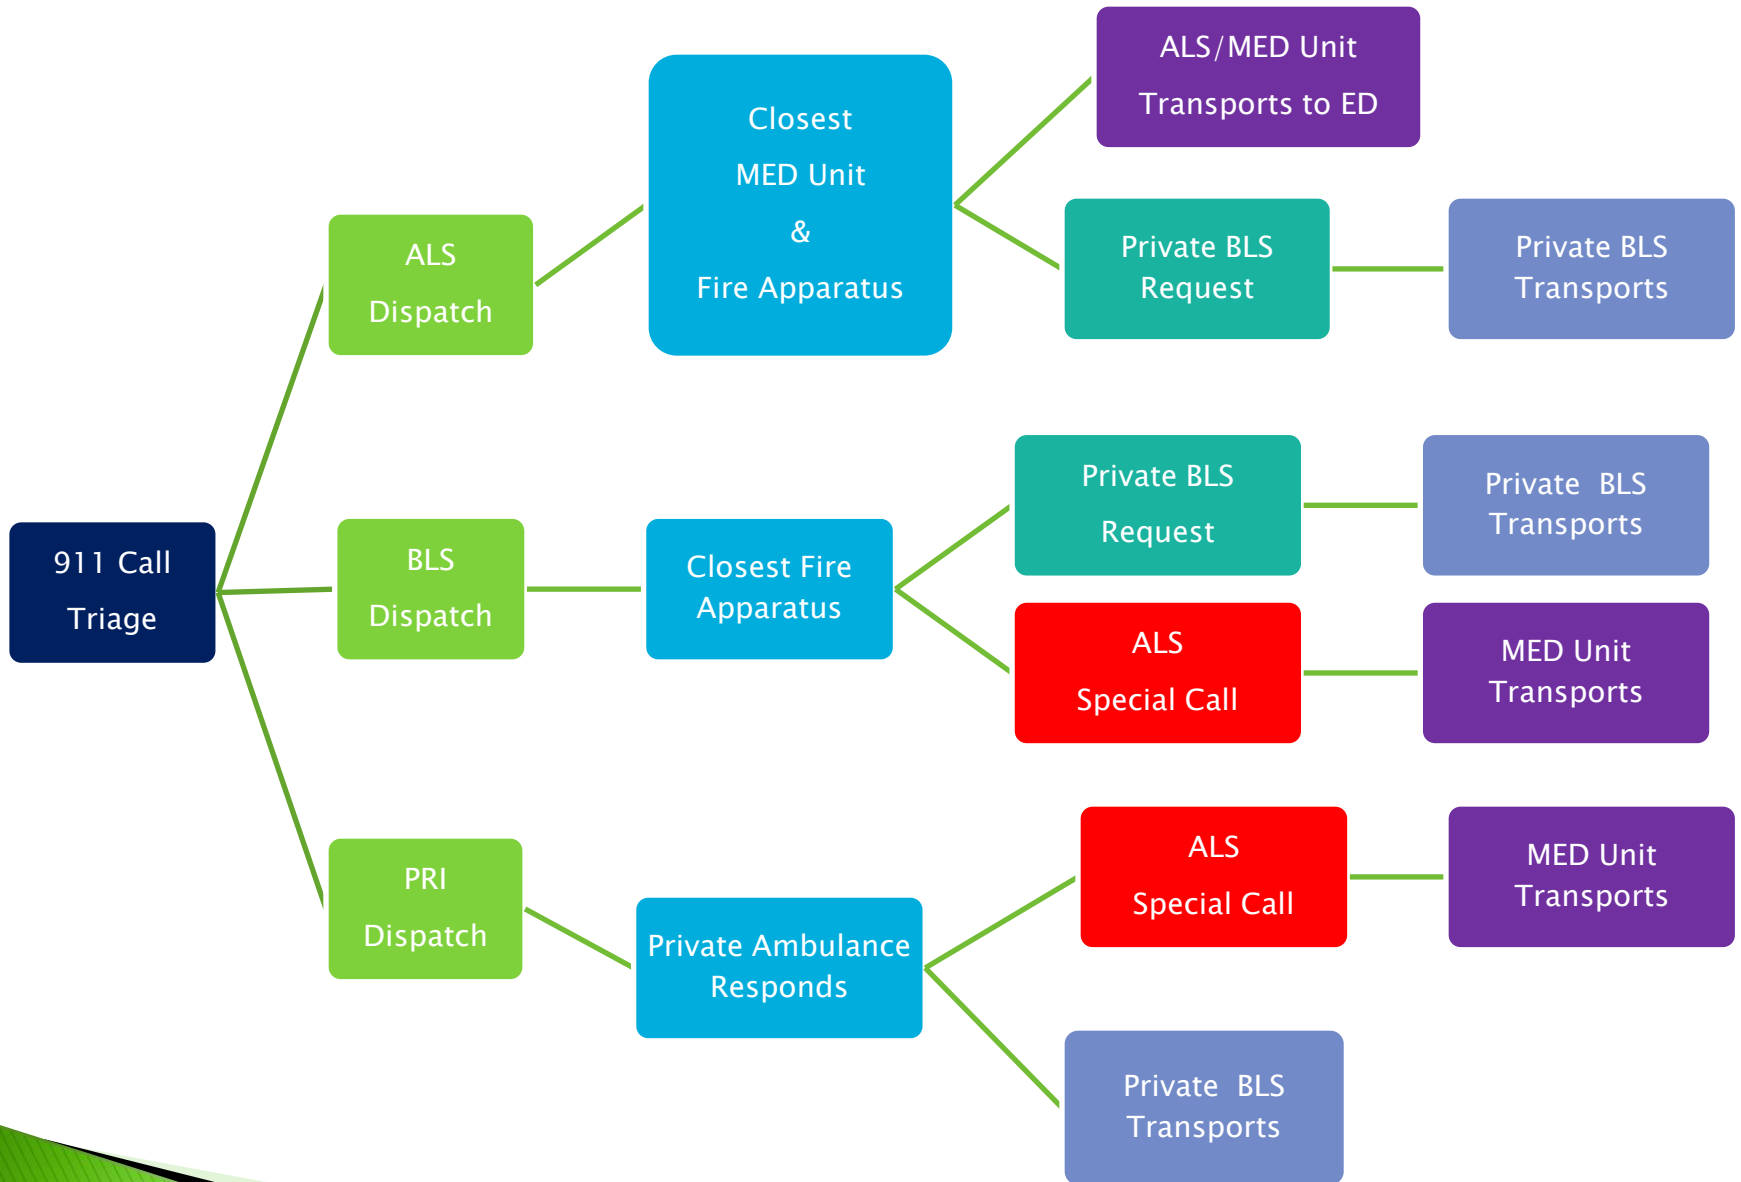 911 Call
Triage
ALS
Dispatch
Closest
MED Unit
&
Fire Apparatus
ALS/MED Unit
Transports to ED
Private BLS
Request
Private BLS
Transports
BLS
Dispatch
Closest Fire
Apparatus
Private BLS
Request
Private  BLS
Transports
ALS
Special Call
MED Unit
Transports
PRI
Dispatch
Private Ambulance
Responds
ALS
Special Call
MED Unit
Transports
Private  BLS
Transports